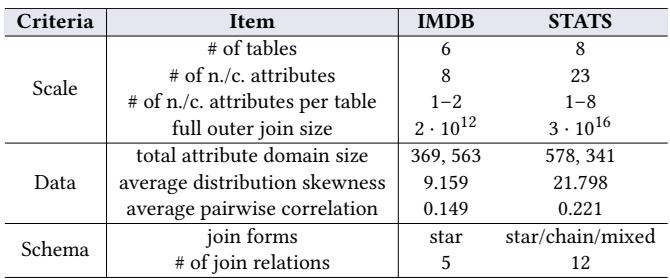 Criteria Item IMDB STATS
Scale # of tables 6 8
# of n./c. attributes 8 23
# of n./c. attributes per table 1–2 1–8
full outer join size 2 · 10^12 3 · 10^16
Data total attribute domain size 369, 563 578, 341
average distribution skewness 9.159 21.798
average pairwise correlation 0.149 0.221
Schema join forms star star/chain/mixed
# of join relations 5 12